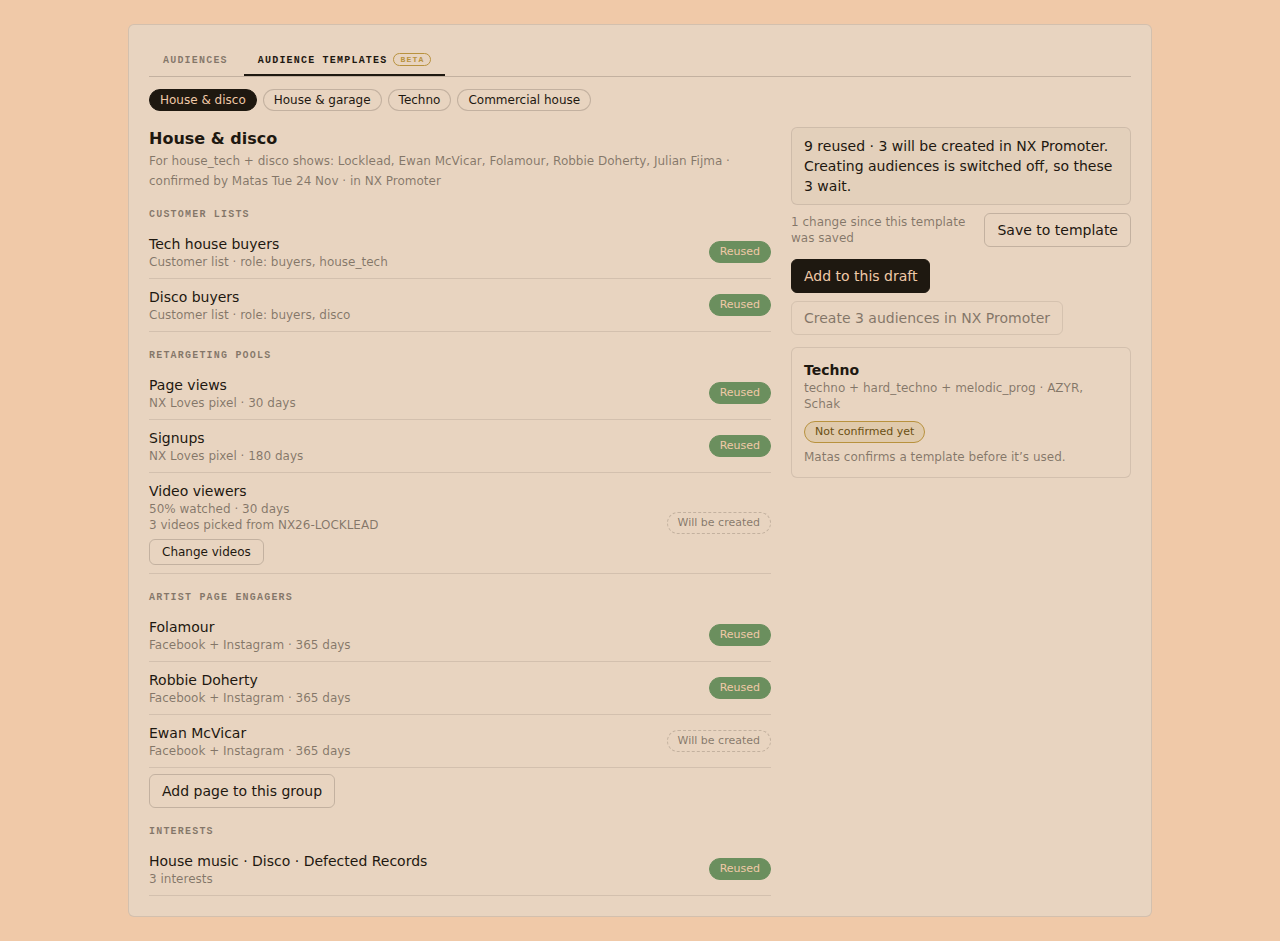 AUDIENCES
AUDIENCE TEMPLATES BETA
House & disco
House & garage
Techno
Commercial house
House & disco
For house_tech + disco shows: Locklead, Ewan McVicar, Folamour, Robbie Doherty, Julian Fijma ·
confirmed by Matas Tue 24 Nov · in NX Promoter
CUSTOMER LISTS
Tech house buyers
Customer list · role: buyers, house_tech
Reused
Disco buyers
Customer list · role: buyers, disco
Reused
RETARGETING POOLS
Page views
NX Loves pixel · 30 days
Reused
Signups
NX Loves pixel · 180 days
Reused
Video viewers
50% watched · 30 days
3 videos picked from NX26-LOCKLEAD
Will be created
Change videos
ARTIST PAGE ENGAGERS
Folamour
Facebook + Instagram · 365 days
Reused
Robbie Doherty
Facebook + Instagram · 365 days
Reused
Ewan McVicar
Facebook + Instagram · 365 days
Will be created
Add page to this group
INTERESTS
House music · Disco · Defected Records
3 interests
Reused
9 reused · 3 will be created in NX Promoter.
Creating audiences is switched off, so these
3 wait.
1 change since this template
was saved
Save to template
Add to this draft
Create 3 audiences in NX Promoter
Techno
techno + hard_techno + melodic_prog · AZYR,
Schak
Not confirmed yet
Matas confirms a template before it’s used.